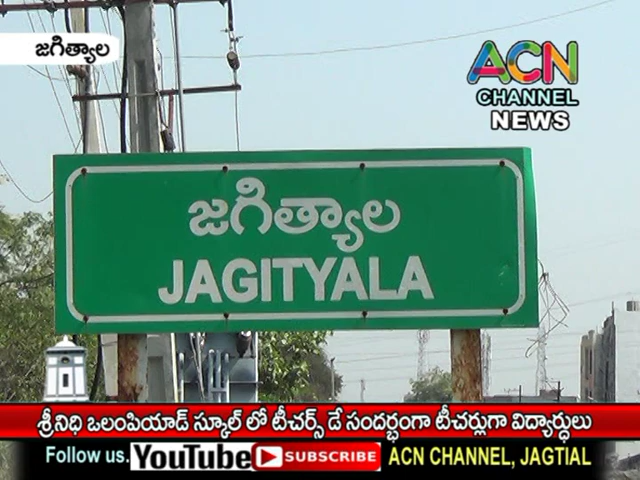 జగిత్యాల
ACN
CHANNEL
NEWS
జగిత్యాల
JAGITYALA
శ్రీనిధి ఒలంపియాడ్ స్కూల్ లో టీచర్స్ డే సందర్భంగా టీచర్లుగా విద్యార్ధులు
Follow us. YouTube SUBSCRIBE ACN CHANNEL, JAGTIAL